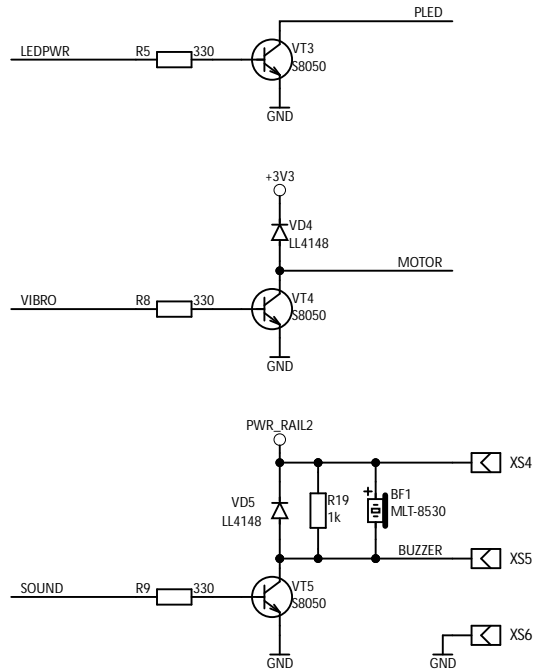 PLED
LEDPWR R5 330 VT3
S8050
GND
+3V3
VD4
LL4148
MOTOR
VIBRO R8 330 VT4
S8050
GND
PWR_RAIL2
XS4
VD5 R19 + BF1
LL4148 1k MLT-8530
BUZZER XS5
SOUND R9 330 VT5
S8050
XS6
GND GND